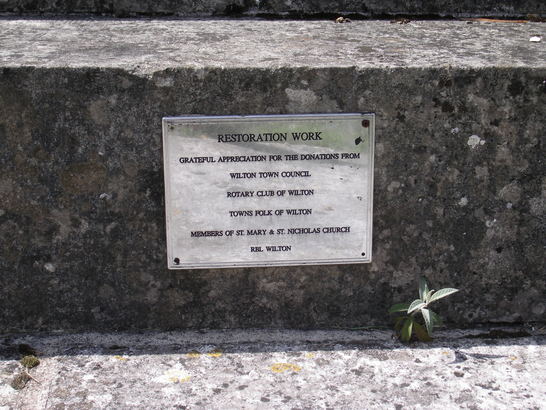 RESTORATION WORK
GRATEFUL APPRECIATION FOR THE DONATIONS FROM
WILTON TOWN COUNCIL
ROTARY CLUB OF WILTON
TOWNS FOLK OF WILTON
MEMBERS OF ST. MARY & ST. NICHOLAS CHURCH
RBL WILTON